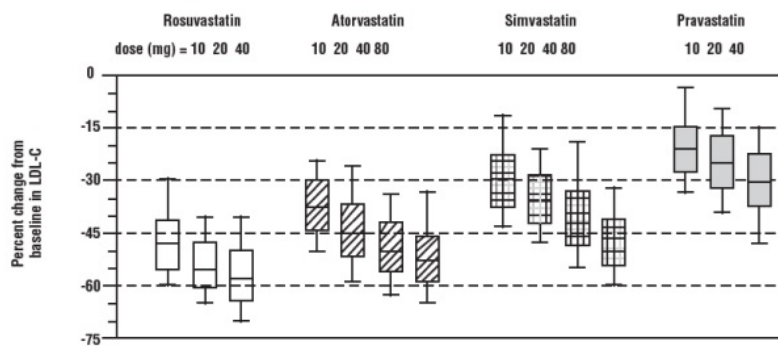 Rosuvastatin Atorvastatin Simvastatin Pravastatin
dose (mg) = 10 20 40 10 20 40 80 10 20 40 80 10 20 40
0
-15
-30
-45
-60
-75
Percent change from
baseline in LDL-C